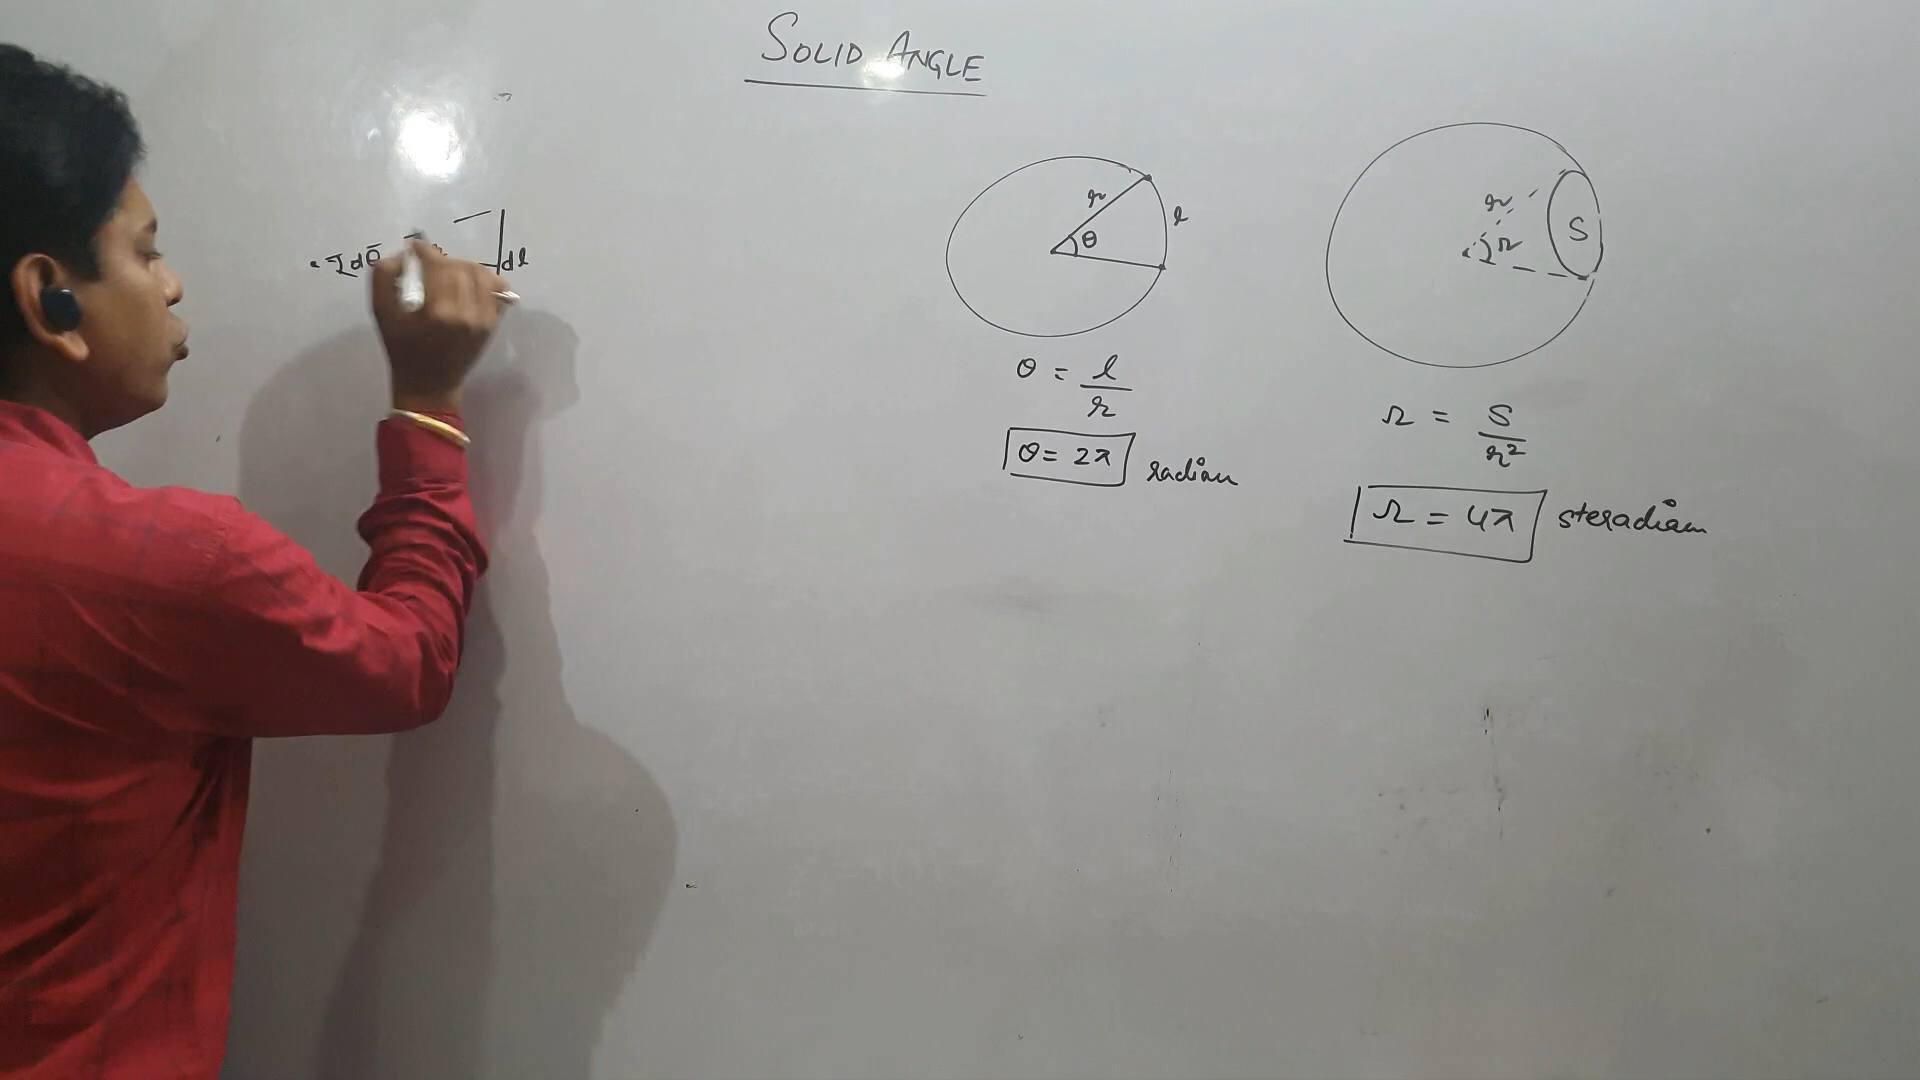 SOLID ANGLE
dθ
dl
r
θ
l
r
Ω
S
θ = l/r
θ = 2π radian
Ω = S/r²
Ω = 4π steradian